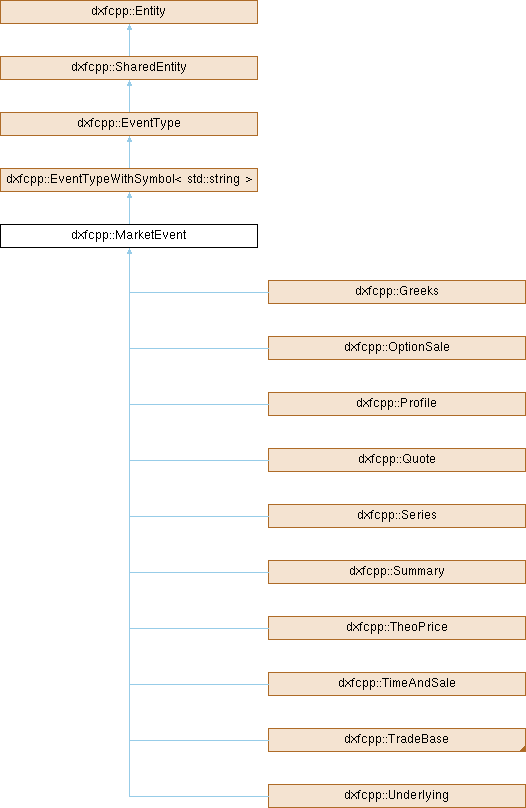 dxfcpp::Entity
dxfcpp::SharedEntity
dxfcpp::EventType
dxfcpp::EventTypeWithSymbol< std::string >
dxfcpp::MarketEvent
dxfcpp::Greeks
dxfcpp::OptionSale
dxfcpp::Profile
dxfcpp::Quote
dxfcpp::Series
dxfcpp::Summary
dxfcpp::TheoPrice
dxfcpp::TimeAndSale
dxfcpp::TradeBase
dxfcpp::Underlying